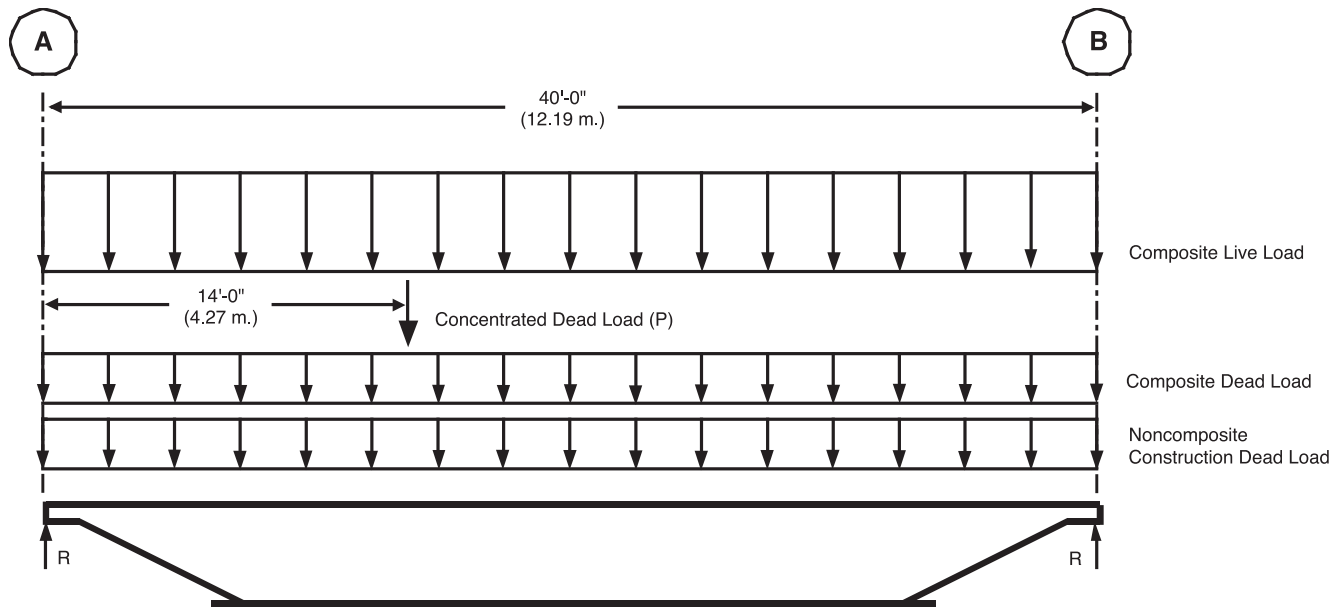 A
B
40'-0"
(12.19 m.)
Composite Live Load
14'-0"
(4.27 m.)
Concentrated Dead Load (P)
Composite Dead Load
Noncomposite
Construction Dead Load
R
R